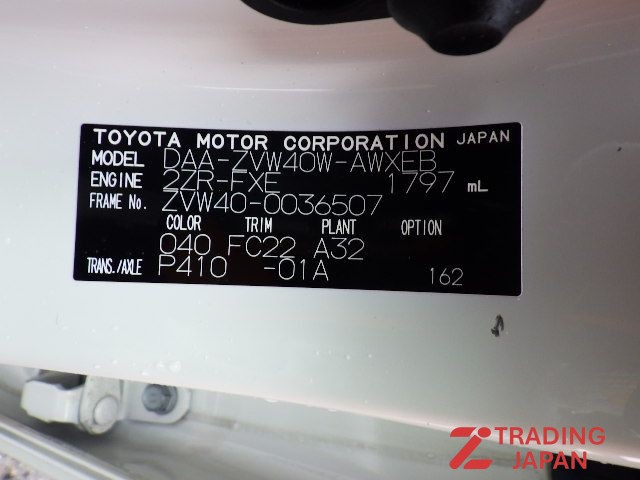 TOYOTA MOTOR CORPORATION JAPAN
MODEL DAA-ZVW40W-AWXEB
ENGINE 2ZR-FXE 1797 mL
FRAME No. ZVW40-0036507
COLOR TRIM PLANT OPTION
040 FC22 A32
TRANS./AXLE P410 -01A 162
TRADING
JAPAN